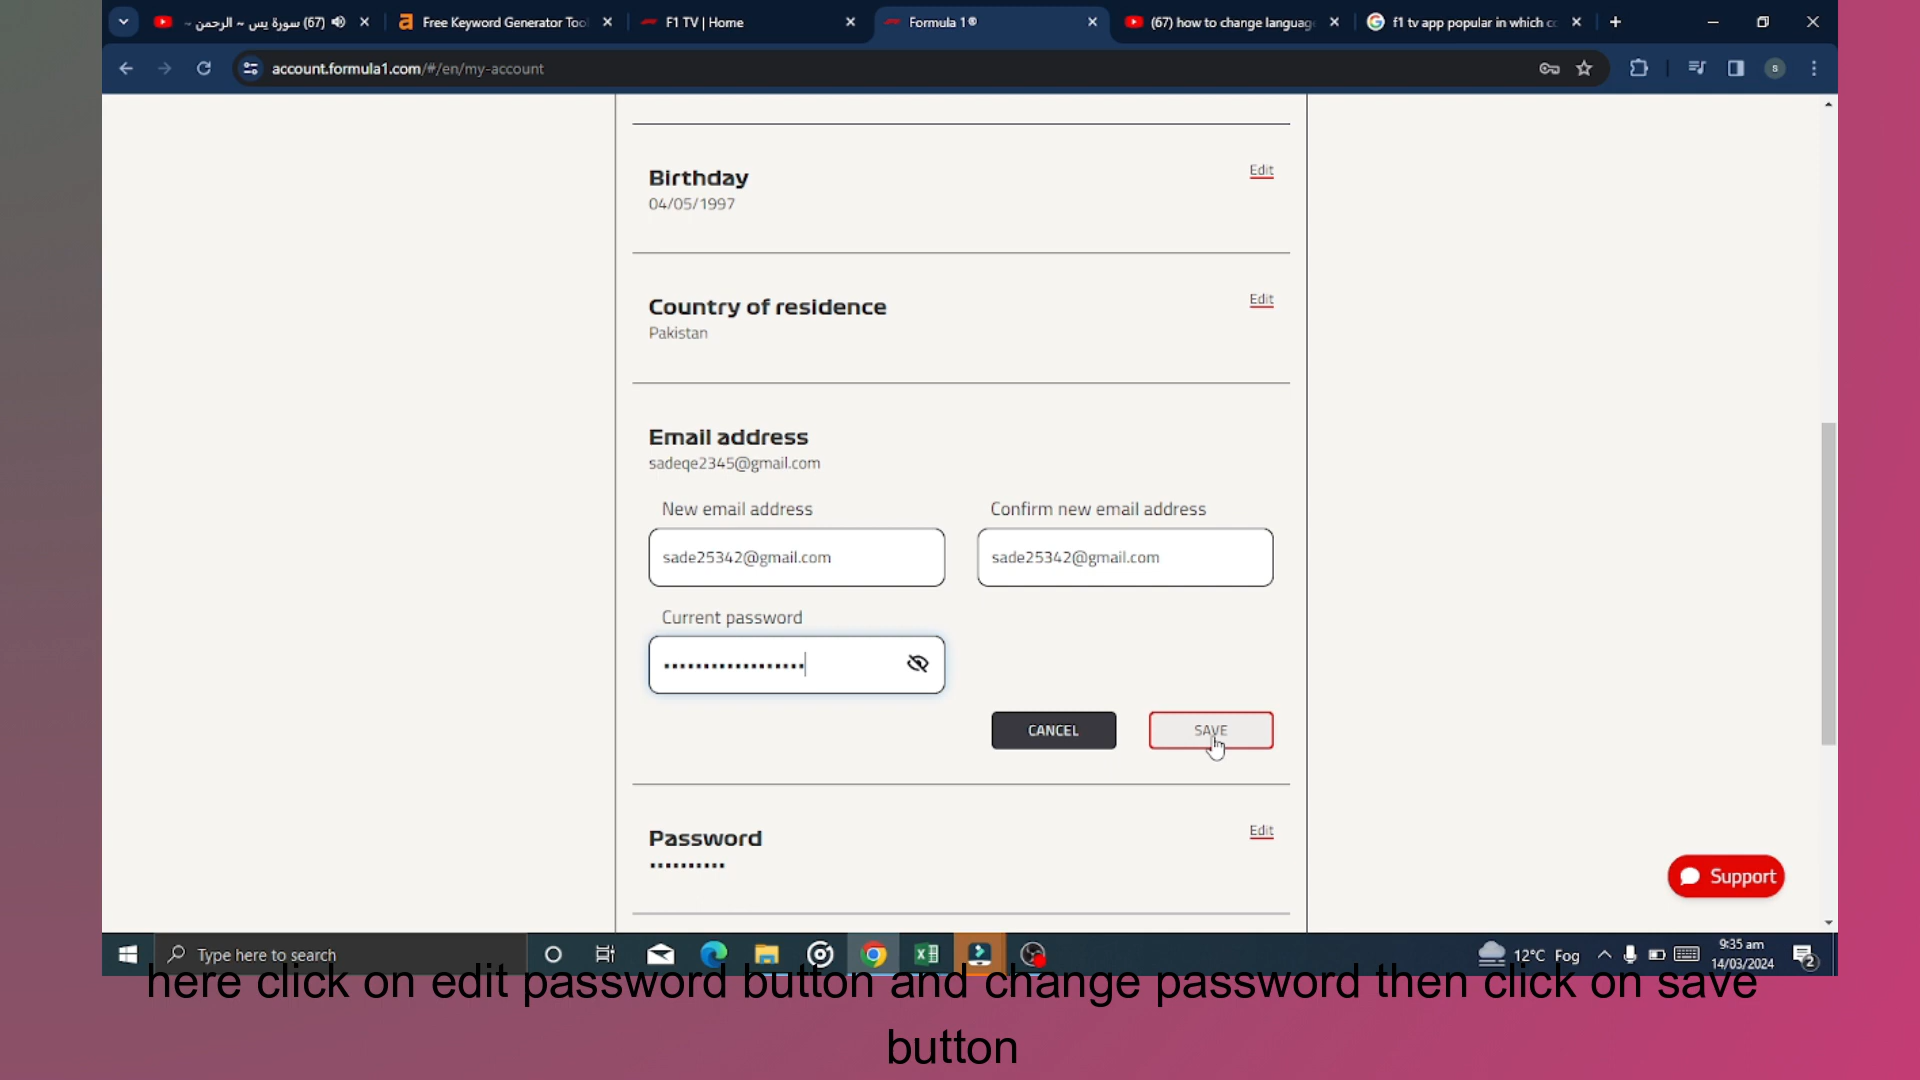 (67) سورة يس ~ الرحمن ~
Free Keyword Generator Too
F1 TV | Home
Formula 1®
(67) how to change languag
f1 tv app popular in which co
account.formula1.com/#/en/my-account
S
Birthday
Edit
04/05/1997
Country of residence
Edit
Pakistan
Email address
sadeqe2345@gmail.com
New email address
Confirm new email address
sade25342@gmail.com
sade25342@gmail.com
Current password
CANCEL
SAVE
Password
Edit
Support
Type here to search
12°C Fog
9:35 am
14/03/2024
2
here click on edit password button and change password then click on save
button